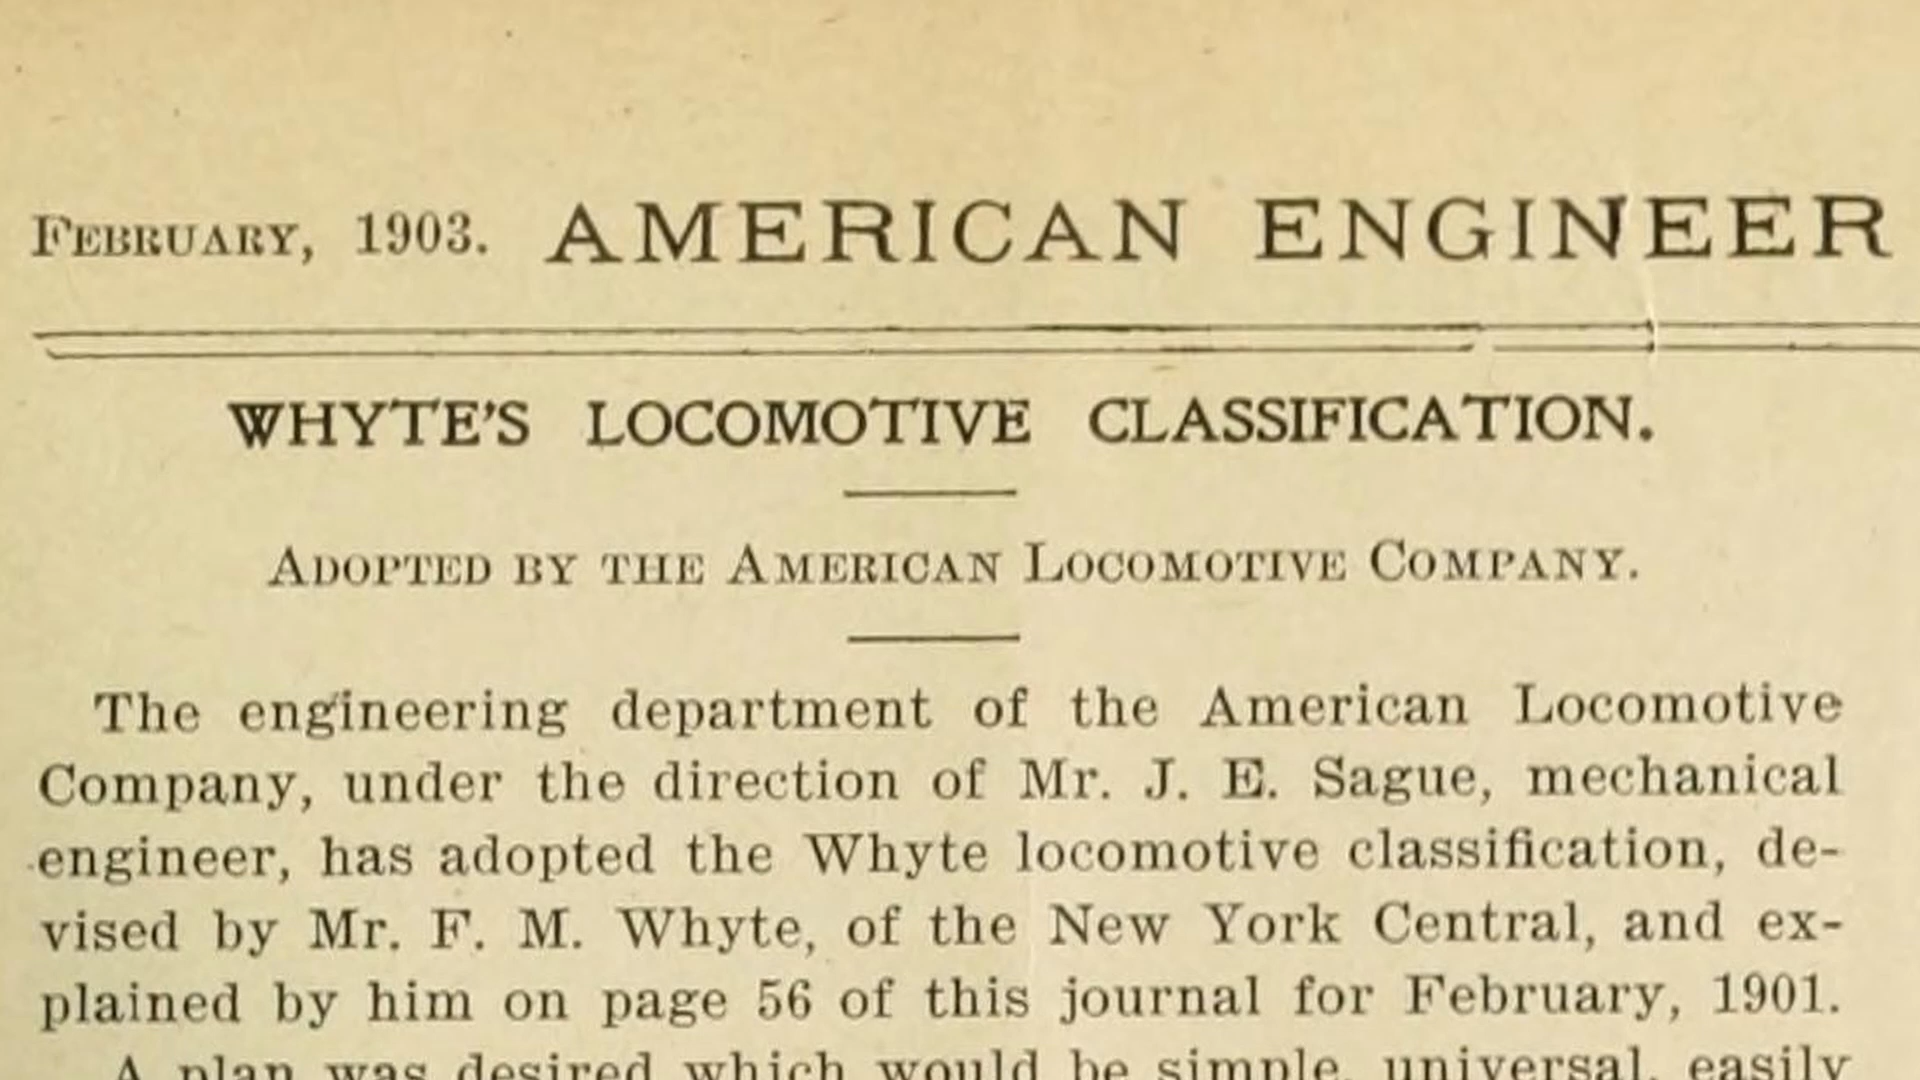 February, 1903. AMERICAN ENGINEER
WHYTE'S LOCOMOTIVE CLASSIFICATION.
Adopted by the American Locomotive Company.
The engineering department of the American Locomotive
Company, under the direction of Mr. J. E. Sague, mechanical
engineer, has adopted the Whyte locomotive classification, de-
vised by Mr. F. M. Whyte, of the New York Central, and ex-
plained by him on page 56 of this journal for February, 1901.
A plan was desired which would be simple, universal, easily